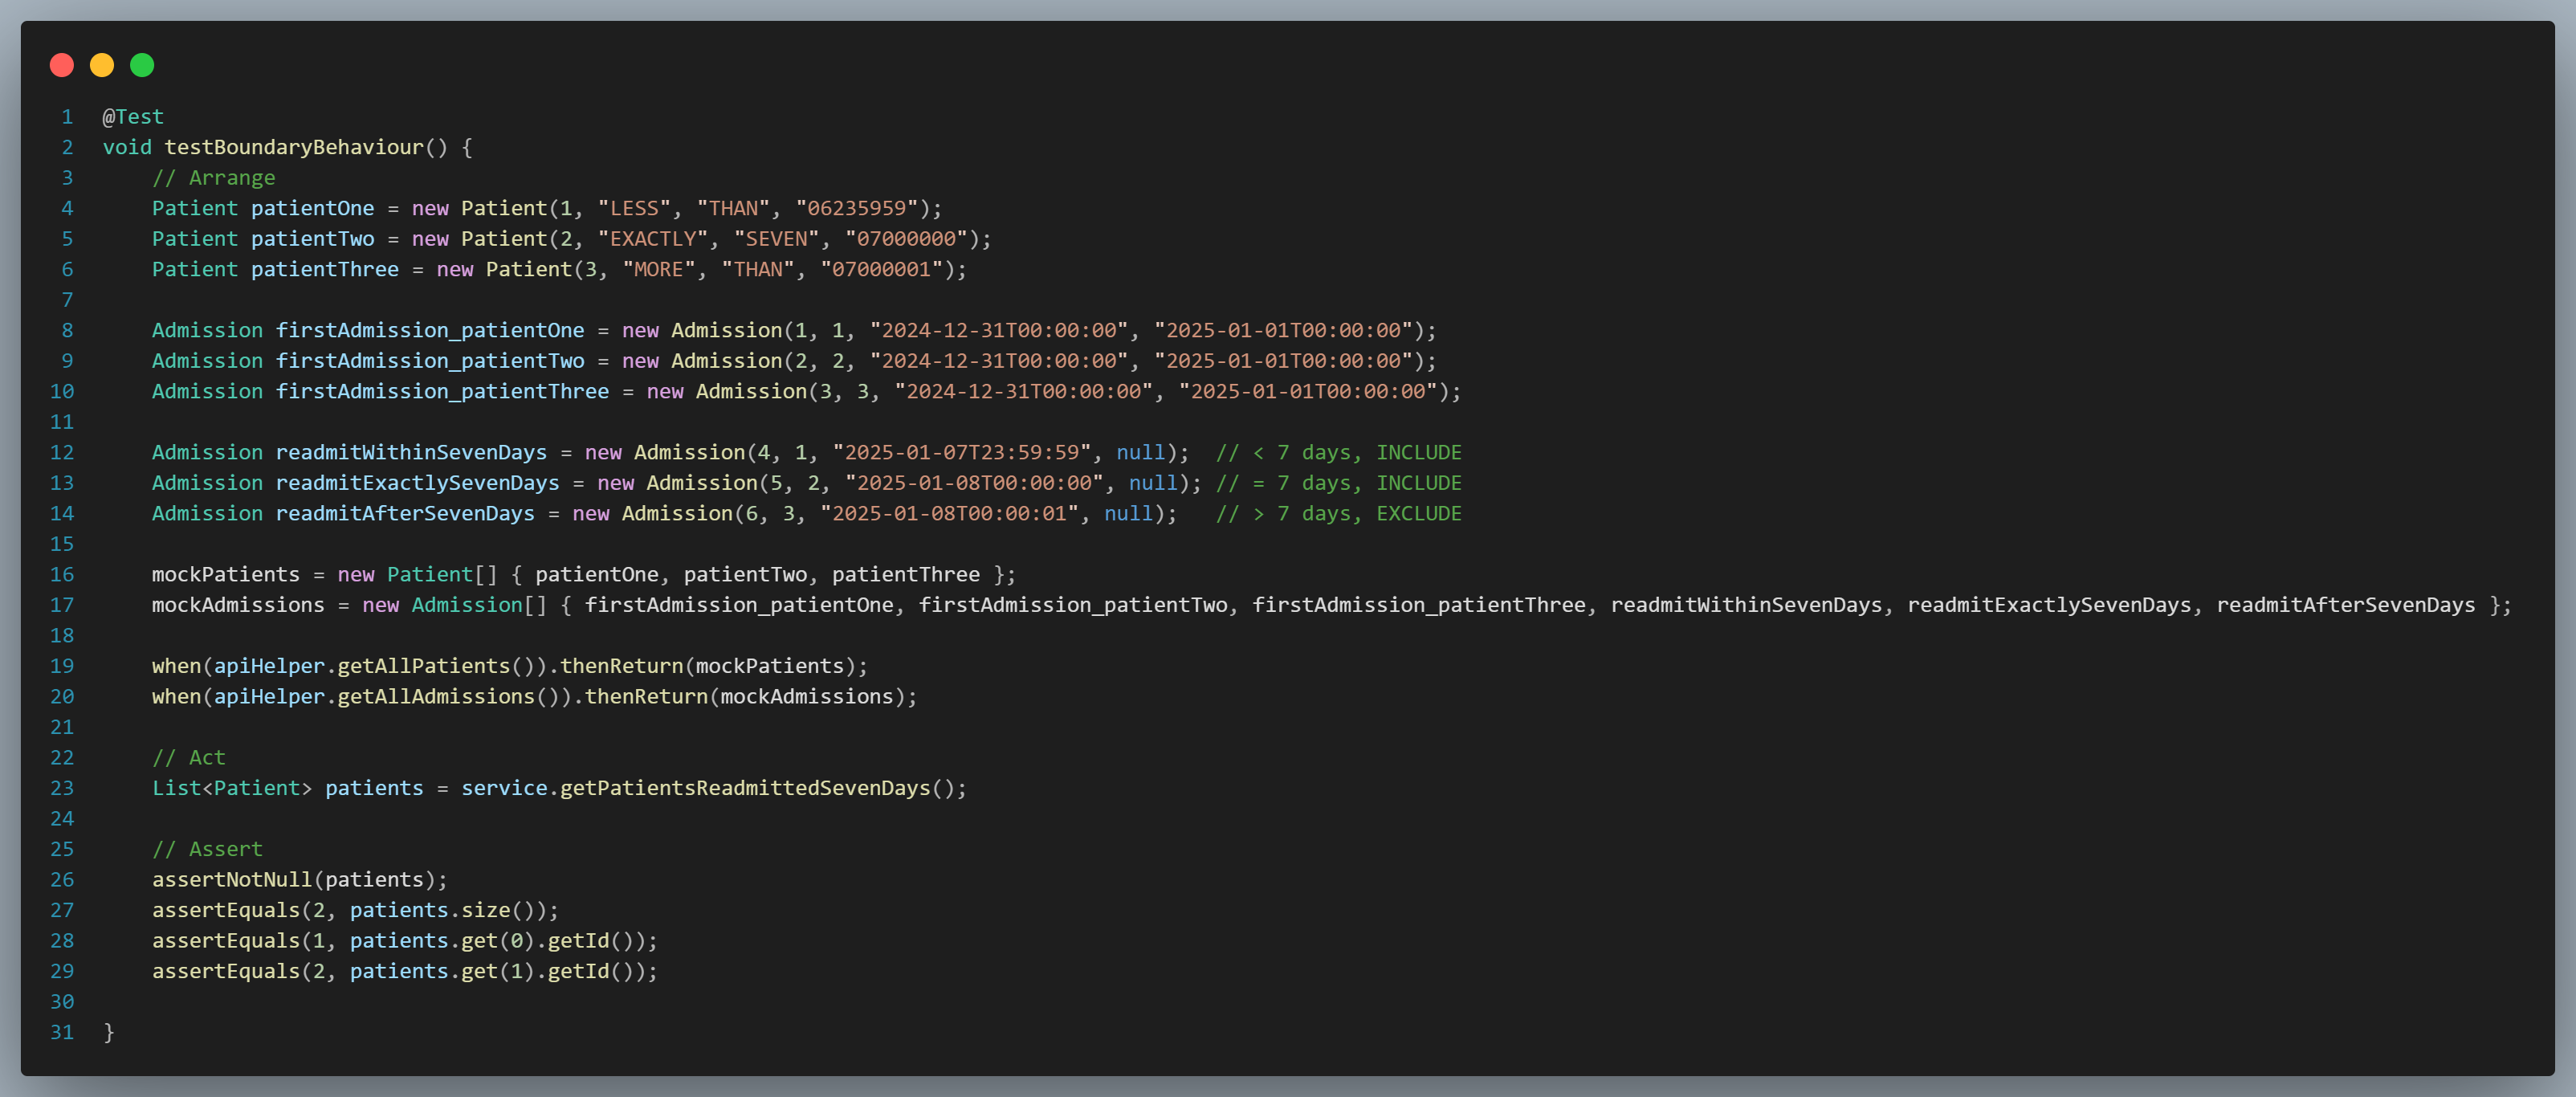 1 @Test
2 void testBoundaryBehaviour() {
3     // Arrange
4     Patient patientOne = new Patient(1, "LESS", "THAN", "06235959");
5     Patient patientTwo = new Patient(2, "EXACTLY", "SEVEN", "07000000");
6     Patient patientThree = new Patient(3, "MORE", "THAN", "07000001");
7
8     Admission firstAdmission_patientOne = new Admission(1, 1, "2024-12-31T00:00:00", "2025-01-01T00:00:00");
9     Admission firstAdmission_patientTwo = new Admission(2, 2, "2024-12-31T00:00:00", "2025-01-01T00:00:00");
10     Admission firstAdmission_patientThree = new Admission(3, 3, "2024-12-31T00:00:00", "2025-01-01T00:00:00");
11
12     Admission readmitWithinSevenDays = new Admission(4, 1, "2025-01-07T23:59:59", null);  // < 7 days, INCLUDE
13     Admission readmitExactlySevenDays = new Admission(5, 2, "2025-01-08T00:00:00", null); // = 7 days, INCLUDE
14     Admission readmitAfterSevenDays = new Admission(6, 3, "2025-01-08T00:00:01", null);   // > 7 days, EXCLUDE
15
16     mockPatients = new Patient[] { patientOne, patientTwo, patientThree };
17     mockAdmissions = new Admission[] { firstAdmission_patientOne, firstAdmission_patientTwo, firstAdmission_patientThree, readmitWithinSevenDays, readmitExactlySevenDays, readmitAfterSevenDays };
18
19     when(apiHelper.getAllPatients()).thenReturn(mockPatients);
20     when(apiHelper.getAllAdmissions()).thenReturn(mockAdmissions);
21
22     // Act
23     List<Patient> patients = service.getPatientsReadmittedSevenDays();
24
25     // Assert
26     assertNotNull(patients);
27     assertEquals(2, patients.size());
28     assertEquals(1, patients.get(0).getId());
29     assertEquals(2, patients.get(1).getId());
30
31 }